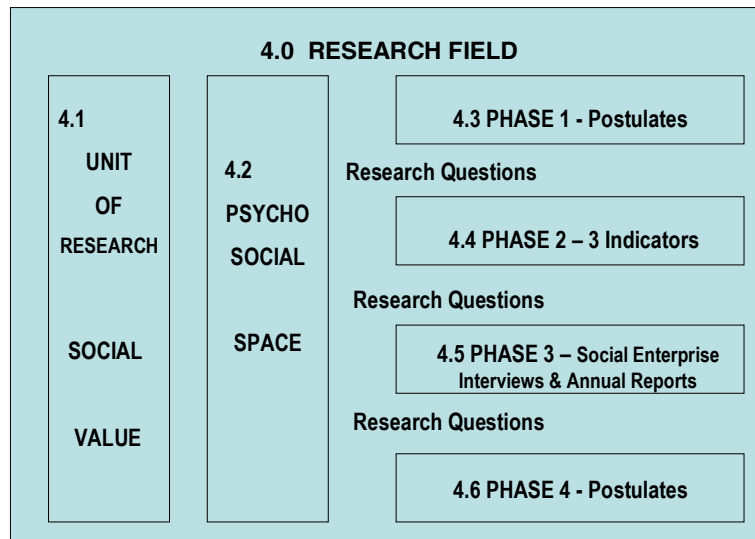 4.0 RESEARCH FIELD
4.1
UNIT
OF
RESEARCH
SOCIAL
VALUE
4.2
PSYCHO
SOCIAL
SPACE
4.3 PHASE 1 - Postulates
Research Questions
4.4 PHASE 2 – 3 Indicators
Research Questions
4.5 PHASE 3 – Social Enterprise
Interviews & Annual Reports
Research Questions
4.6 PHASE 4 - Postulates